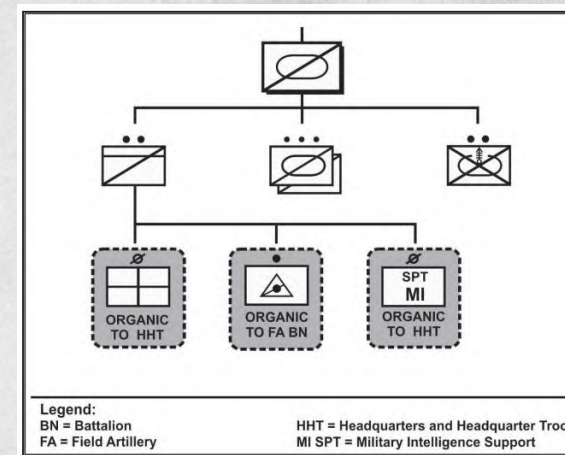 SPT
MI
ORGANIC
TO HHT
ORGANIC
TO FA BN
ORGANIC
TO HHT
Legend:
BN = Battalion
FA = Field Artillery
HHT = Headquarters and Headquarter
MI SPT = Military Intelligence Support